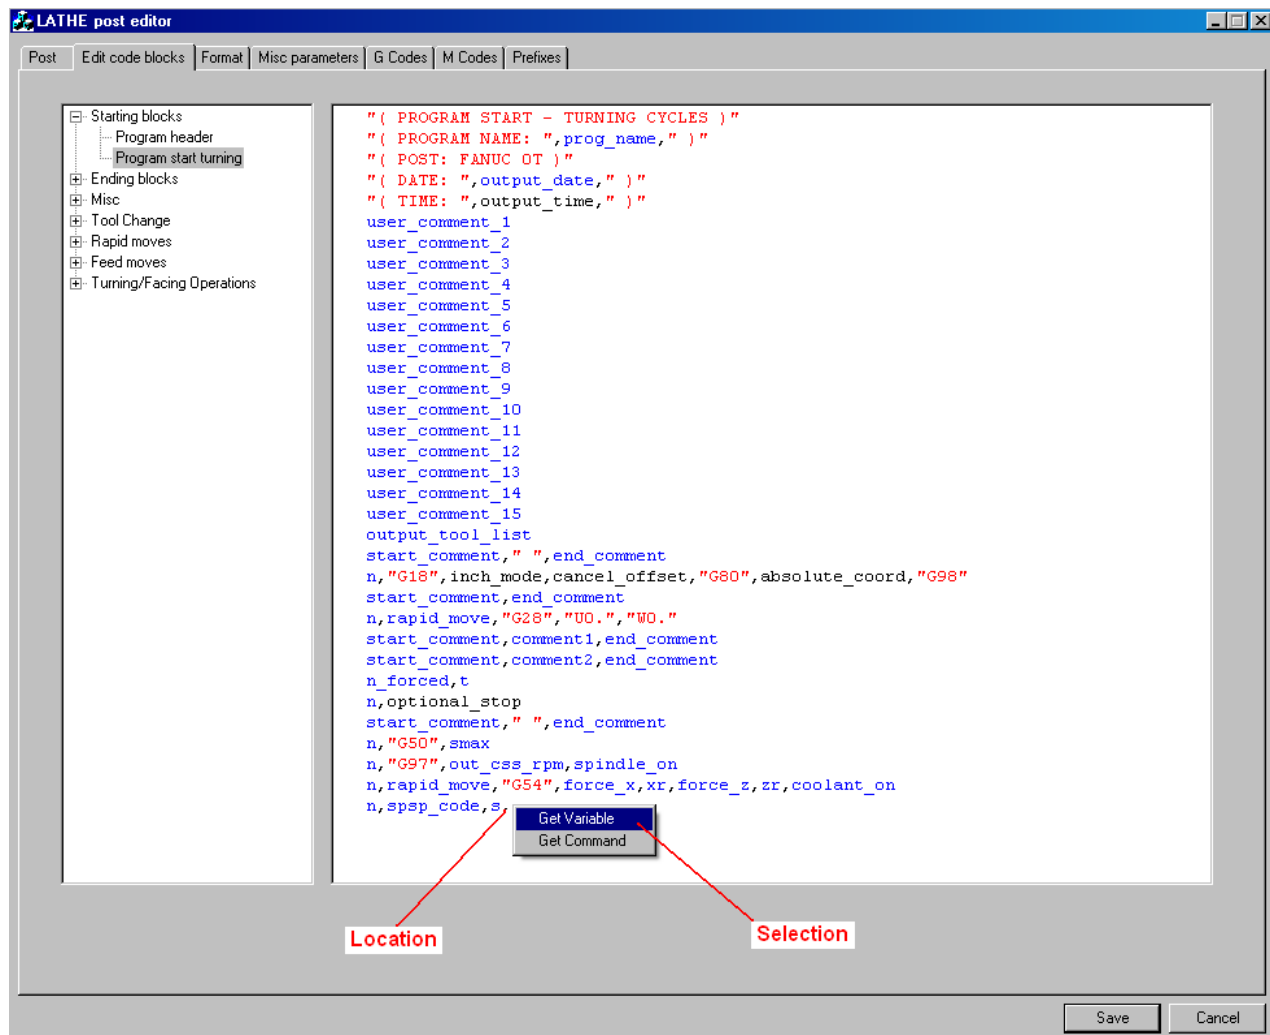 LATHE post editor
Post Edit code blocks Format Misc parameters G Codes M Codes Prefixes
Starting blocks
Program header
Program start turning
Ending blocks
Misc
Tool Change
Rapid moves
Feed moves
Turning/Facing Operations
"( PROGRAM START - TURNING CYCLES )"
"( PROGRAM NAME: ",prog_name," )"
"( POST: FANUC OT )"
"( DATE: ",output_date," )"
"( TIME: ",output_time," )"
user_comment_1
user_comment_2
user_comment_3
user_comment_4
user_comment_5
user_comment_6
user_comment_7
user_comment_8
user_comment_9
user_comment_10
user_comment_11
user_comment_12
user_comment_13
user_comment_14
user_comment_15
output_tool_list
start_comment," ",end_comment
n,"G18",inch_mode,cancel_offset,"G80",absolute_coord,"G98"
start_comment,end_comment
n,rapid_move,"G28","U0.","W0."
start_comment,comment1,end_comment
start_comment,comment2,end_comment
n_forced,t
n,optional_stop
start_comment," ",end_comment
n,"G50",smax
n,"G97",out_css_rpm,spindle_on
n,rapid_move,"G54",force_x,xr,force_z,zr,coolant_on
n,spsp_code,s,
Get Variable
Get Command
Location
Selection
Save Cancel